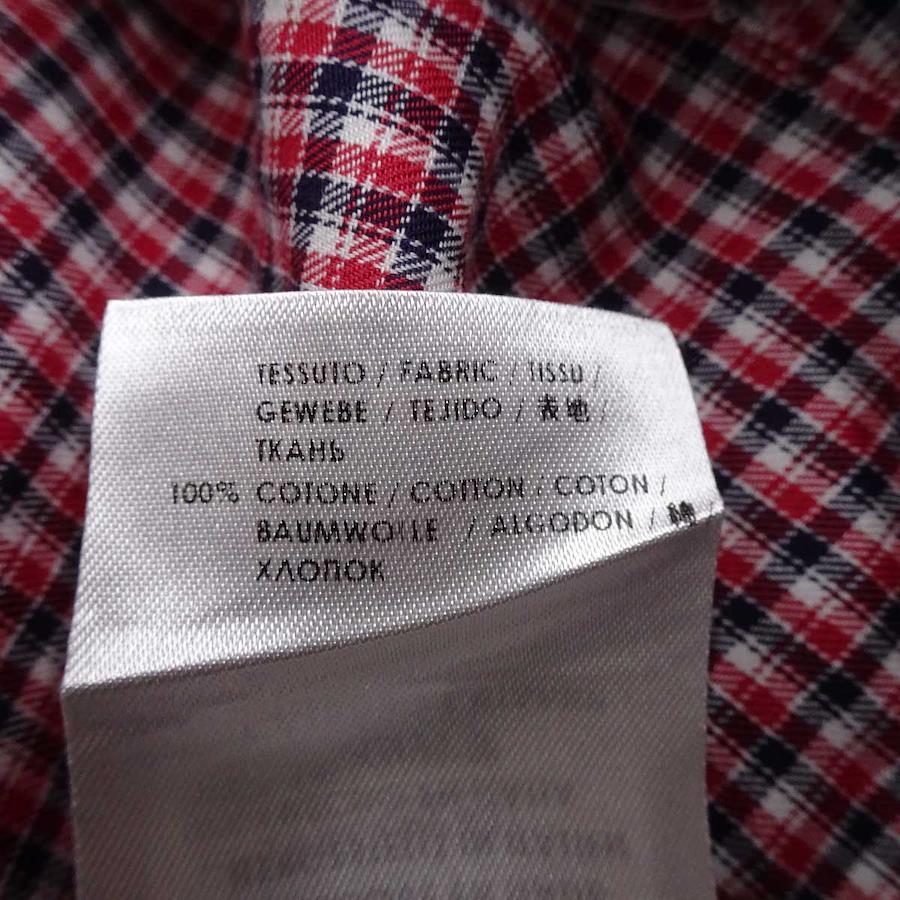 TESSUTO / FABRIC / TISSU /
GEWEBE / TEJIDO / 表地 /
ТКАНЬ
100% COTONE / COTTON / COTON /
BAUMWOLLE / ALGODON / 綿
ХЛОПОК